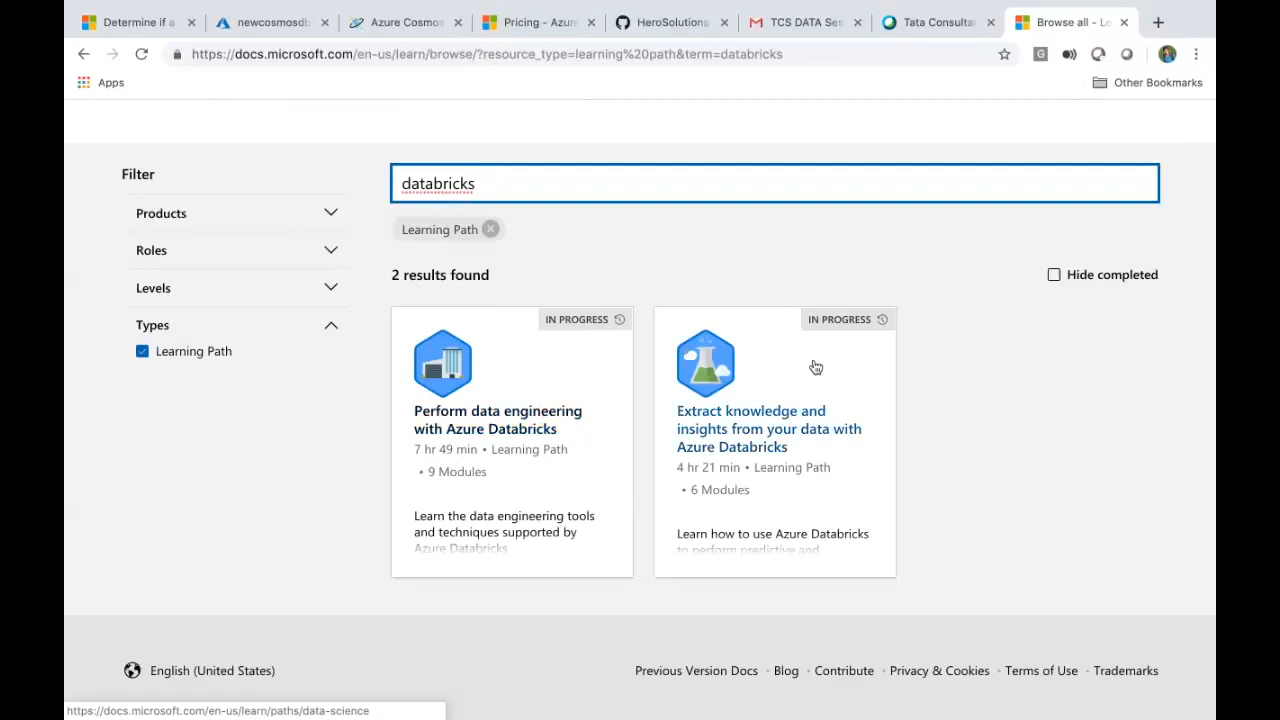 Determine if a
newcosmosdb
Azure Cosmos
Pricing - Azure
HeroSolutions-
TCS DATA Ses
Tata Consultan
Browse all - Le
https://docs.microsoft.com/en-us/learn/browse/?resource_type=learning%20path&term=databricks
Apps
Other Bookmarks
Filter
Products
Roles
Levels
Types
Learning Path
databricks
Learning Path
2 results found
Hide completed
IN PROGRESS
Perform data engineering
with Azure Databricks
7 hr 49 min • Learning Path
• 9 Modules
Learn the data engineering tools
and techniques supported by
Azure Databricks
IN PROGRESS
Extract knowledge and
insights from your data with
Azure Databricks
4 hr 21 min • Learning Path
• 6 Modules
Learn how to use Azure Databricks
to perform predictive and
English (United States)
Previous Version Docs • Blog • Contribute • Privacy & Cookies • Terms of Use • Trademarks
https://docs.microsoft.com/en-us/learn/paths/data-science